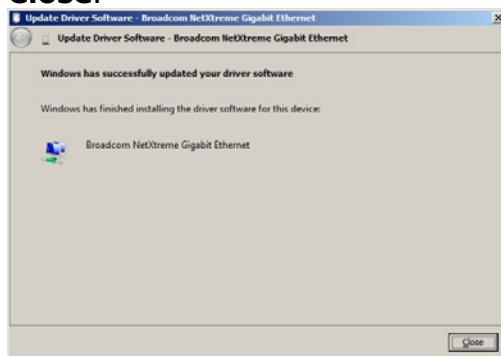 Update Driver Software - Broadcom NetXtreme Gigabit Ethernet
Update Driver Software - Broadcom NetXtreme Gigabit Ethernet
Windows has successfully updated your driver software
Windows has finished installing the driver software for this device:
Broadcom NetXtreme Gigabit Ethernet
Close